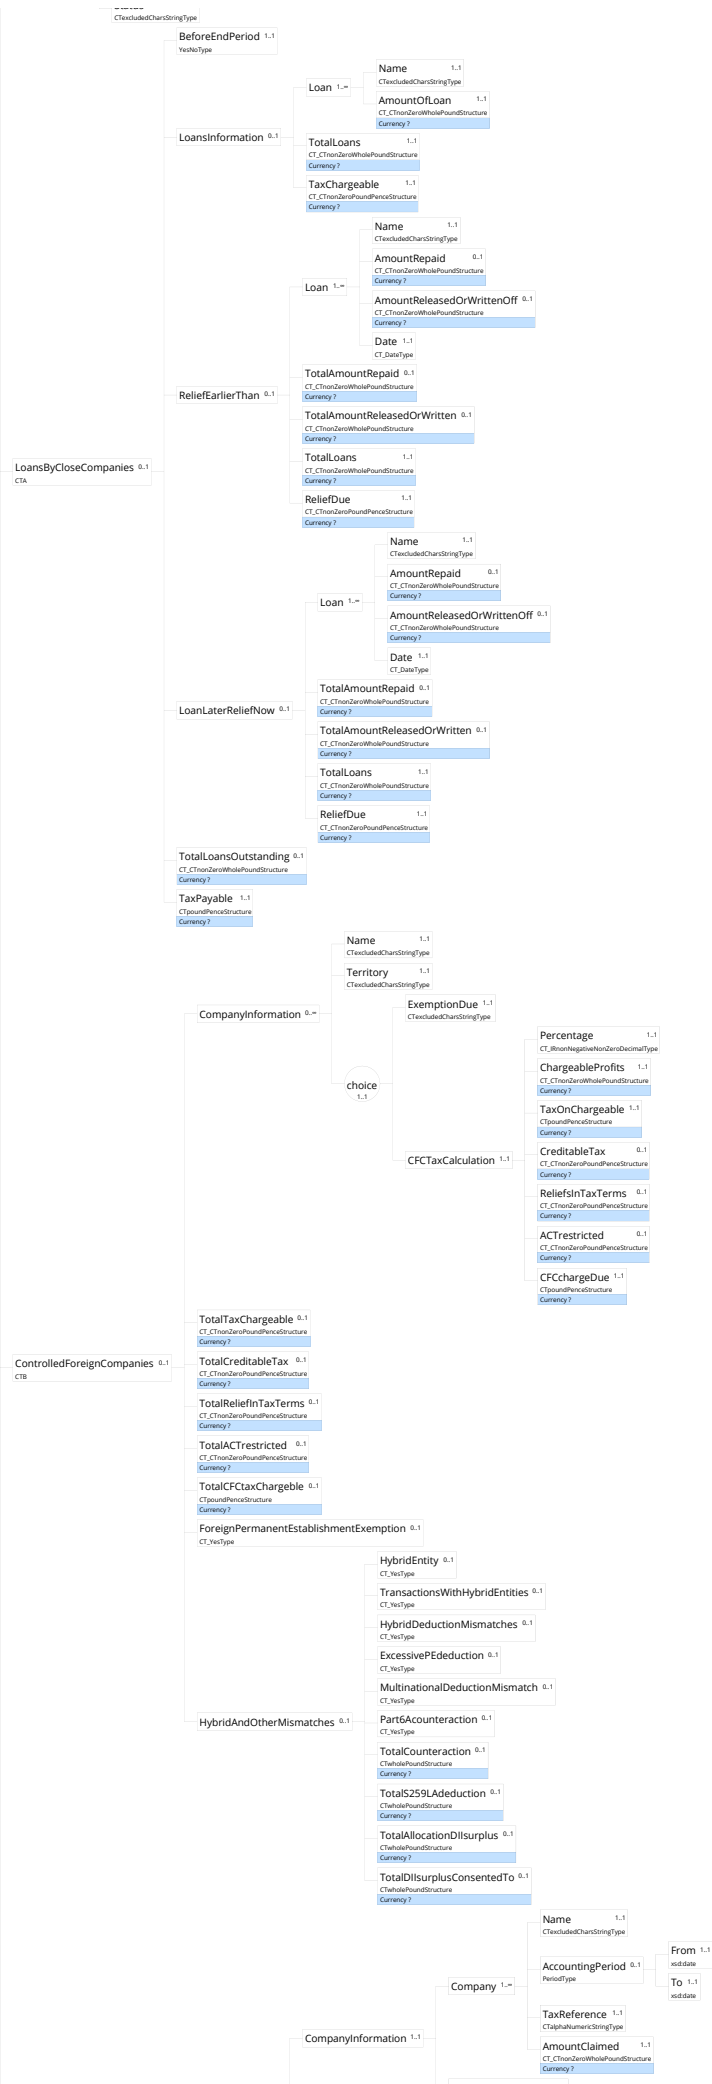 CTexcludedCharsStringType
BeforeEndPeriod 1..1
YesNoType
Name 1..1
CTexcludedCharsStringType
Loan 1..∞
AmountOfLoan 1..1
CT_CTnonZeroWholePoundStructure
Currency ?
LoansInformation 0..1
TotalLoans 1..1
CT_CTnonZeroWholePoundStructure
Currency ?
TaxChargeable 1..1
CT_CTnonZeroPoundPenceStructure
Currency ?
Name 1..1
CTexcludedCharsStringType
AmountRepaid 0..1
CT_CTnonZeroWholePoundStructure
Currency ?
Loan 1..∞
AmountReleasedOrWrittenOff 0..1
CT_CTnonZeroWholePoundStructure
Currency ?
Date 1..1
CT_DateType
TotalAmountRepaid 0..1
CT_CTnonZeroWholePoundStructure
Currency ?
ReliefEarlierThan 0..1
TotalAmountReleasedOrWritten 0..1
CT_CTnonZeroWholePoundStructure
Currency ?
TotalLoans 1..1
CT_CTnonZeroWholePoundStructure
Currency ?
LoansByCloseCompanies 0..1
CTA
ReliefDue 1..1
CT_CTnonZeroPoundPenceStructure
Currency ?
Name 1..1
CTexcludedCharsStringType
AmountRepaid 0..1
CT_CTnonZeroWholePoundStructure
Currency ?
Loan 1..∞
AmountReleasedOrWrittenOff 0..1
CT_CTnonZeroWholePoundStructure
Currency ?
Date 1..1
CT_DateType
TotalAmountRepaid 0..1
CT_CTnonZeroWholePoundStructure
Currency ?
LoanLaterReliefNow 0..1
TotalAmountReleasedOrWritten 0..1
CT_CTnonZeroWholePoundStructure
Currency ?
TotalLoans 1..1
CT_CTnonZeroWholePoundStructure
Currency ?
ReliefDue 1..1
CT_CTnonZeroPoundPenceStructure
Currency ?
TotalLoansOutstanding 0..1
CT_CTnonZeroWholePoundStructure
Currency ?
TaxPayable 1..1
CTpoundPenceStructure
Currency ?
Name 1..1
CTexcludedCharsStringType
Territory 1..1
CTexcludedCharsStringType
CompanyInformation 0..∞
ExemptionDue 1..1
CTexcludedCharsStringType
choice
1..1
Percentage 1..1
CT_IRnonNegativeNonZeroDecimalType
ChargeableProfits 1..1
CT_CTnonZeroWholePoundStructure
Currency ?
TaxOnChargeable 1..1
CTpoundPenceStructure
Currency ?
CFCTaxCalculation 1..1
CreditableTax 0..1
CT_CTnonZeroPoundPenceStructure
Currency ?
ReliefsInTaxTerms 0..1
CT_CTnonZeroPoundPenceStructure
Currency ?
ACTrestricted 0..1
CT_CTnonZeroPoundPenceStructure
Currency ?
CFCchargeDue 1..1
CTpoundPenceStructure
Currency ?
TotalTaxChargeable 0..1
CT_CTnonZeroPoundPenceStructure
Currency ?
ControlledForeignCompanies 0..1
CTB
TotalCreditableTax 0..1
CT_CTnonZeroPoundPenceStructure
Currency ?
TotalReliefInTaxTerms 0..1
CT_CTnonZeroPoundPenceStructure
Currency ?
TotalACTrestricted 0..1
CT_CTnonZeroPoundPenceStructure
Currency ?
TotalCFCtaxChargeble 0..1
CTpoundPenceStructure
Currency ?
ForeignPermanentEstablishmentExemption 0..1
CT_YesType
HybridEntity 0..1
CT_YesType
TransactionsWithHybridEntities 0..1
CT_YesType
HybridDeductionMismatches 0..1
CT_YesType
ExcessivePEdeduction 0..1
CT_YesType
MultinationalDeductionMismatch 0..1
CT_YesType
HybridAndOtherMismatches 0..1
Part6Acounteraction 0..1
CT_YesType
TotalCounteraction 0..1
CTwholePoundStructure
Currency ?
TotalS259LAdeduction 0..1
CTwholePoundStructure
Currency ?
TotalAllocationDIIsurplus 0..1
CTwholePoundStructure
Currency ?
TotalDIIsurplusConsentedTo 0..1
CTwholePoundStructure
Currency ?
Name 1..1
CTexcludedCharsStringType
From 1..1
xsd:date
AccountingPeriod 0..1
PeriodType
To 1..1
xsd:date
Company 1..∞
TaxReference 1..1
CTalphaNumericStringType
CompanyInformation 1..1
AmountClaimed 1..1
CT_CTnonZeroWholePoundStructure
Currency ?